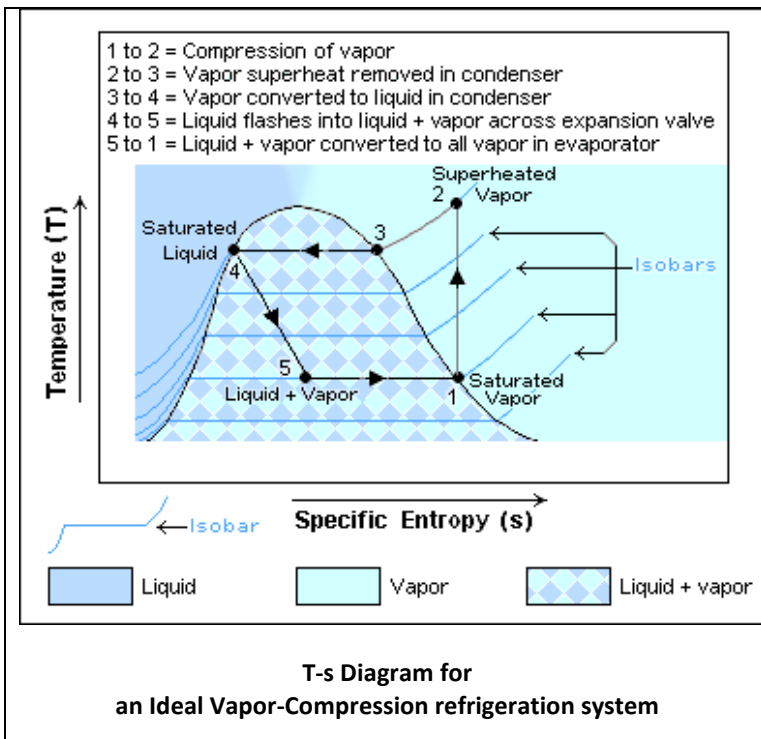 1 to 2 = Compression of vapor
2 to 3 = Vapor superheat removed in condenser
3 to 4 = Vapor converted to liquid in condenser
4 to 5 = Liquid flashes into liquid + vapor across expansion valve
5 to 1 = Liquid + vapor converted to all vapor in evaporator
Superheated
2 Vapor
Saturated
Liquid
3
4
Isobars
5
Liquid + Vapor
1
Saturated
Vapor
Temperature (T)
Isobar
Specific Entropy (s)
Liquid
Vapor
Liquid + vapor
T-s Diagram for
an Ideal Vapor-Compression refrigeration system